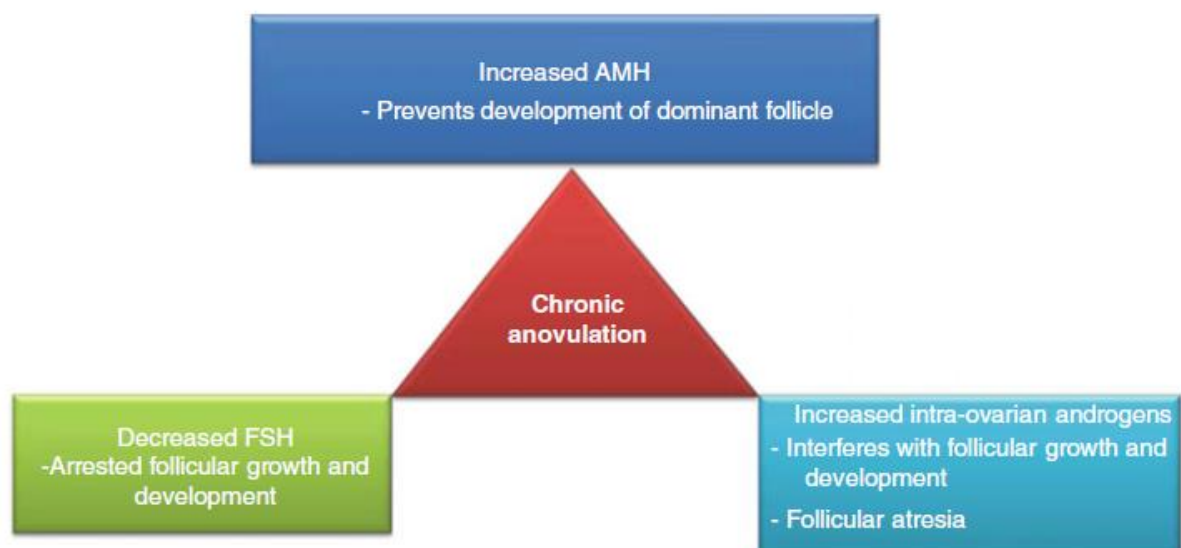 Increased AMH
- Prevents development of dominant follicle
Chronic
anovulation
Decreased FSH
-Arrested follicular growth and
development
Increased intra-ovarian androgens
- Interferes with follicular growth and
development
- Follicular atresia